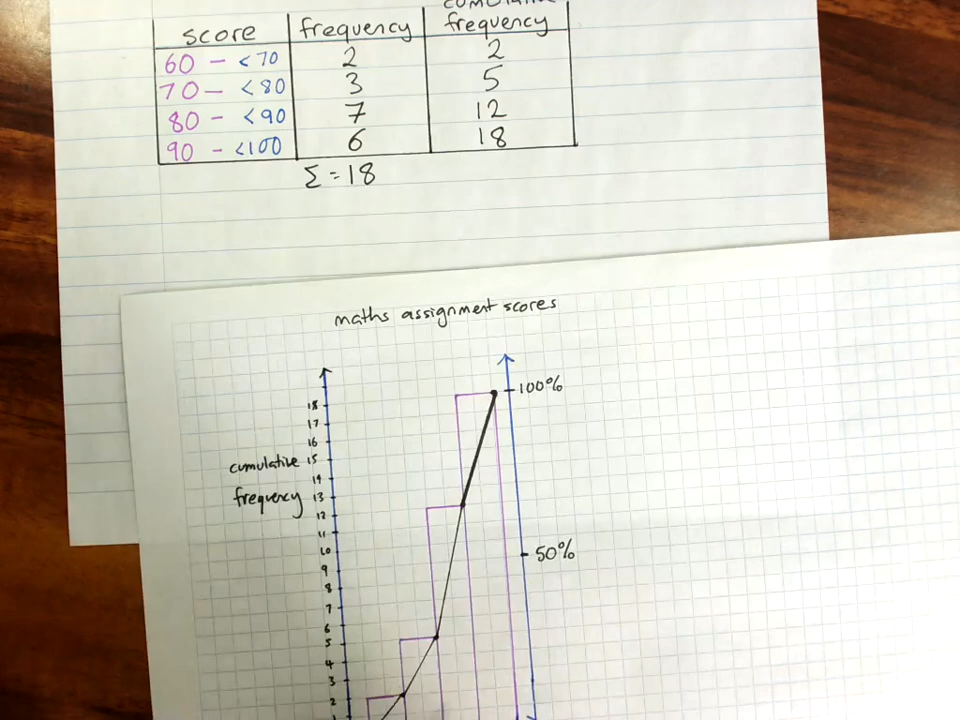 score frequency frequency
60 - <70 2 2
70- <80 3 5
80 - <90 7 12
90 - <100 6 18
Σ = 18
maths assignment scores
100%
18
17
16
cumulative 15
14
frequency 13
12
11
10
50%
9
8
7
6
5
4
3
2